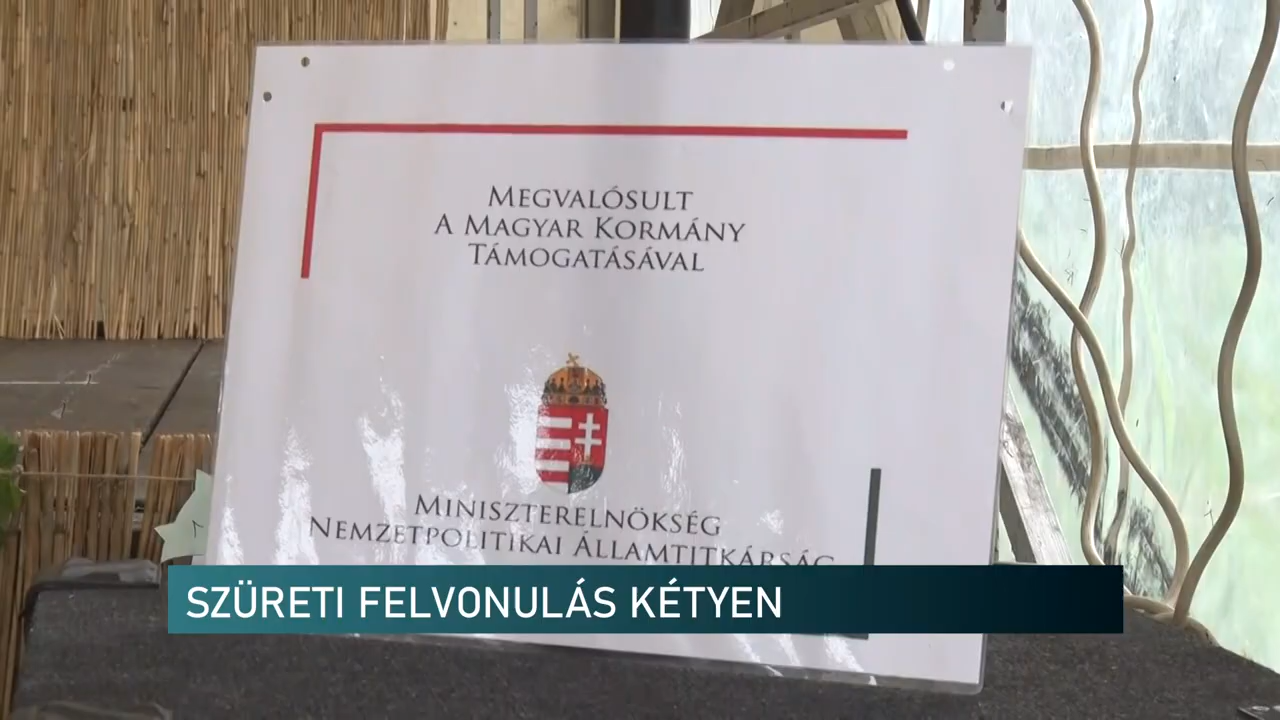 MEGVALÓSULT
A MAGYAR KORMÁNY
TÁMOGATÁSÁVAL
MINISZTERELNÖKSÉG
NEMZETPOLITIKAI ÁLLAMTITKÁRSÁG
SZÜRETI FELVONULÁS KÉTYEN